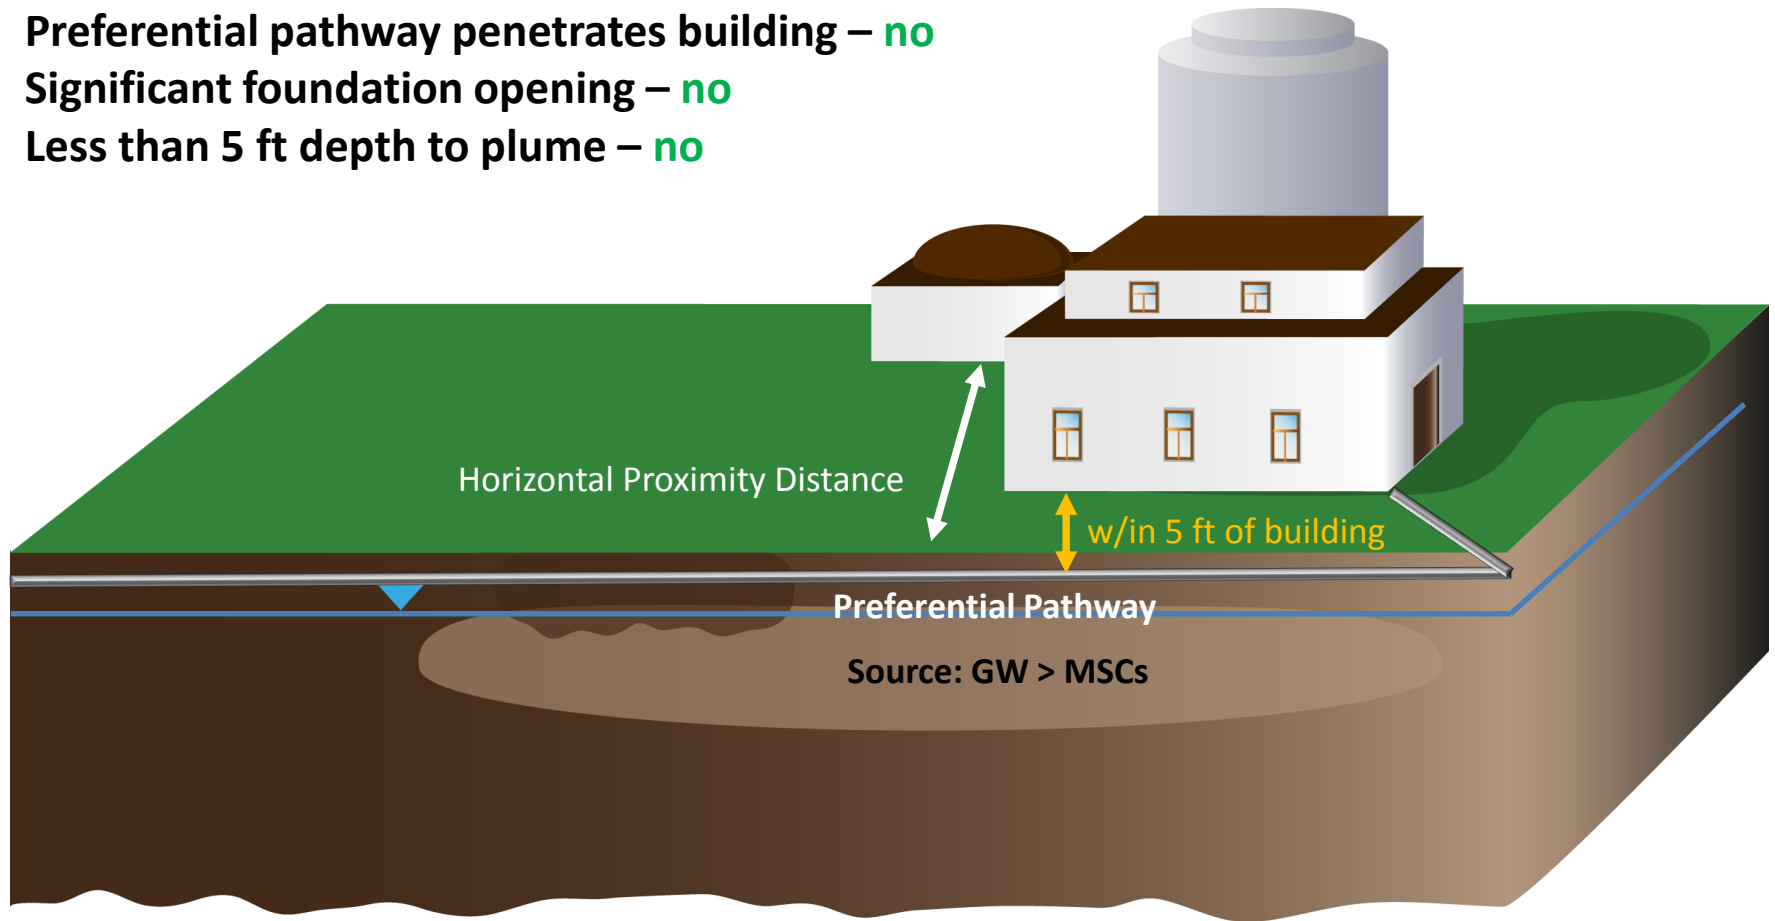 Preferential pathway penetrates building – no
Significant foundation opening – no
Less than 5 ft depth to plume – no
Horizontal Proximity Distance
w/in 5 ft of building
Preferential Pathway
Source: GW > MSCs